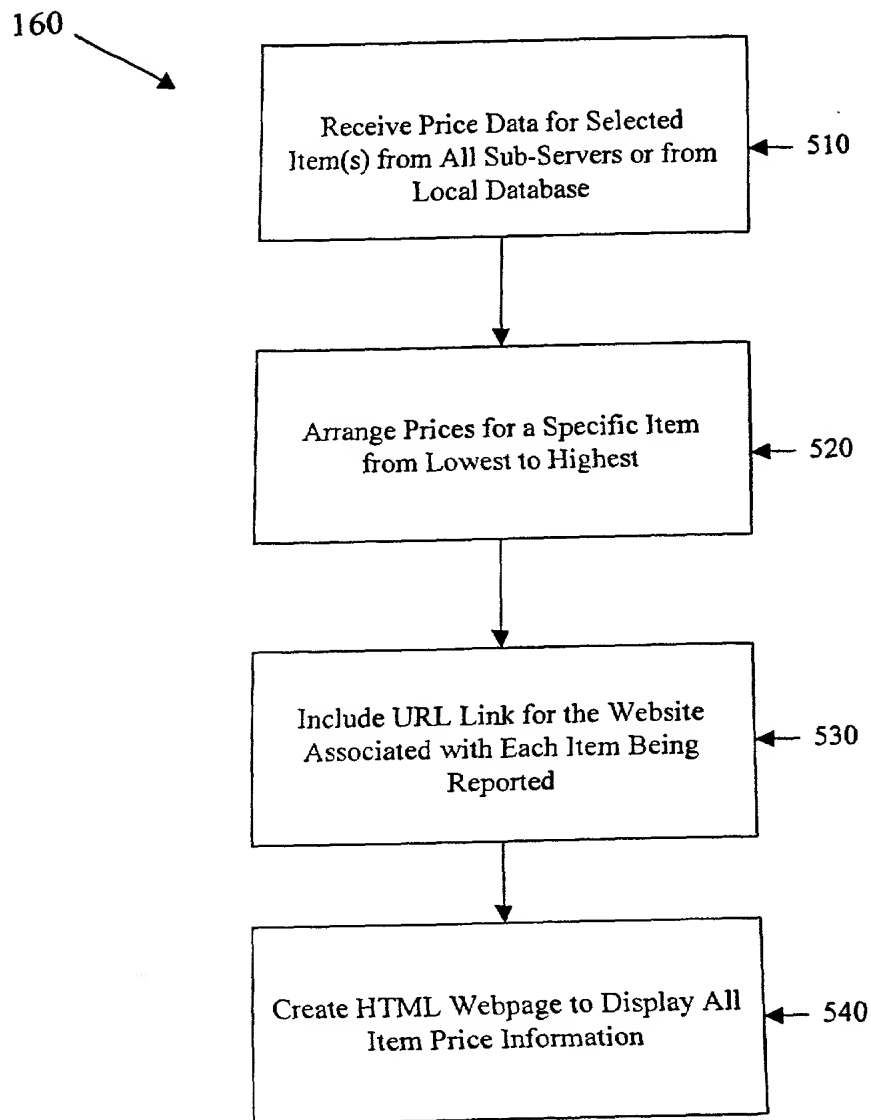 160
Receive Price Data for Selected
Item(s) from All Sub-Servers or from
Local Database
510
Arrange Prices for a Specific Item
from Lowest to Highest
520
Include URL Link for the Website
Associated with Each Item Being
Reported
530
Create HTML Webpage to Display All
Item Price Information
540